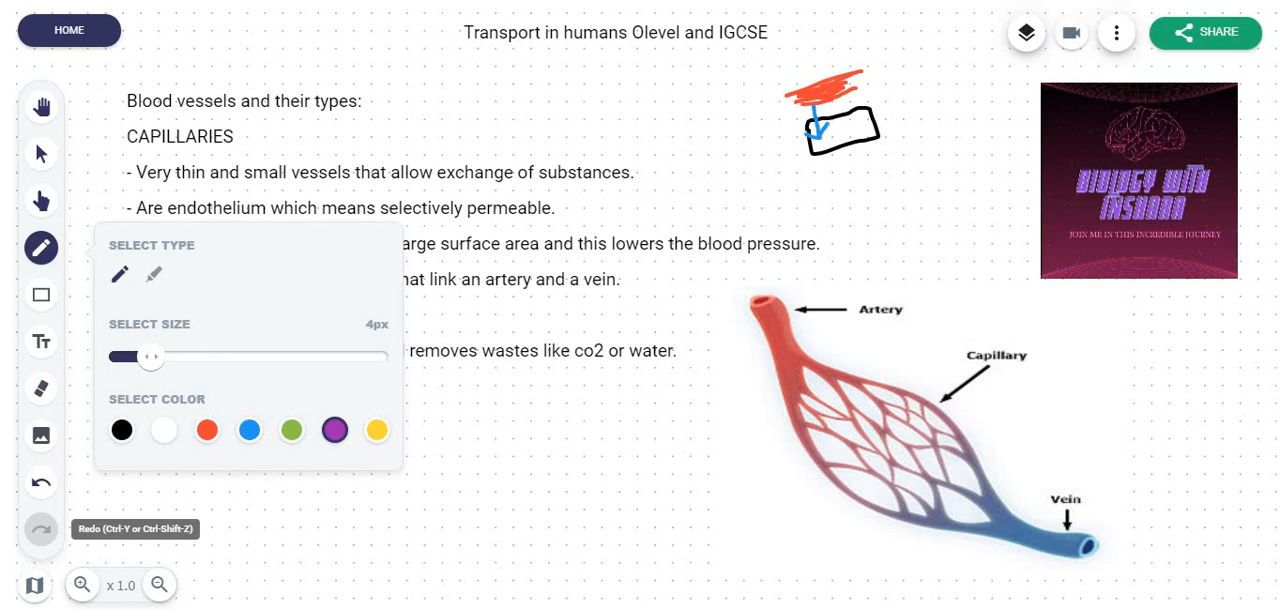 HOME
Transport in humans Olevel and IGCSE
SHARE
Blood vessels and their types:
CAPILLARIES
- Very thin and small vessels that allow exchange of substances.
- Are endothelium which means selectively permeable.
SELECT TYPE
arge surface area and this lowers the blood pressure.
hat link an artery and a vein.
SELECT SIZE
4px
removes wastes like co2 or water.
SELECT COLOR
Redo (Ctrl-Y or Ctrl-Shift-Z)
x 1.0
BIOLOGY WITH
JOIN ME IN THIS INCREDIBLE JOURNEY
Artery
Capillary
Vein